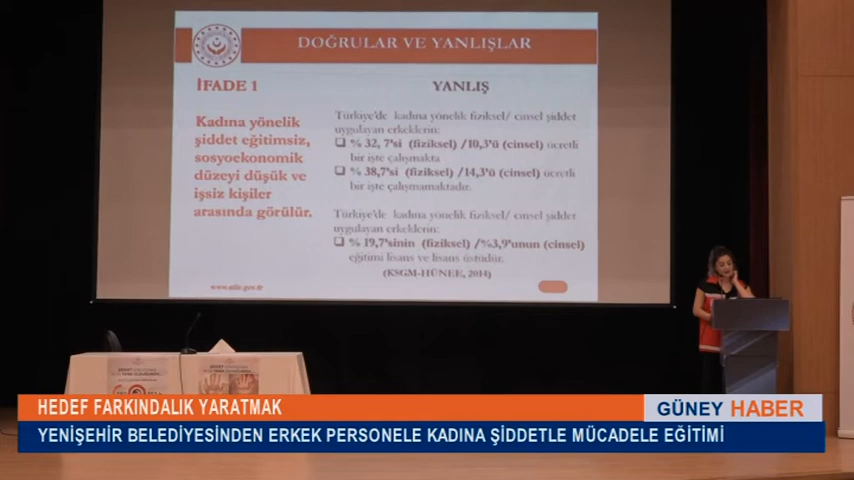 DOĞRULAR VE YANLIŞLAR
İFADE 1
YANLIŞ
Kadına yönelik
şiddet eğitimsiz,
sosyoekonomik
düzeyi düşük ve
işsiz kişiler
arasında görülür.
Türkiye'de kadına yönelik fiziksel/ cinsel şiddet
uygulayan erkeklerin:
% 32, 7'si (fiziksel) /10,3'ü (cinsel) ücretli
bir işte çalışmakta
% 38,7'si (fiziksel) /14,3'ü (cinsel) ücretli
bir işte çalışmamaktadır.
Türkiye'de kadına yönelik fiziksel/ cinsel şiddet
uygulayan erkeklerin:
% 19,7'sinin (fiziksel) /%3,9'unun (cinsel)
eğitimi lisans ve lisans üstüdür.
(KSGM-HÜNEE, 2014)
www.aile.gov.tr
HEDEF FARKINDALIK YARATMAK
GÜNEY HABER
YENİŞEHİR BELEDİYESİNDEN ERKEK PERSONELE KADINA ŞİDDETLE MÜCADELE EĞİTİMİ